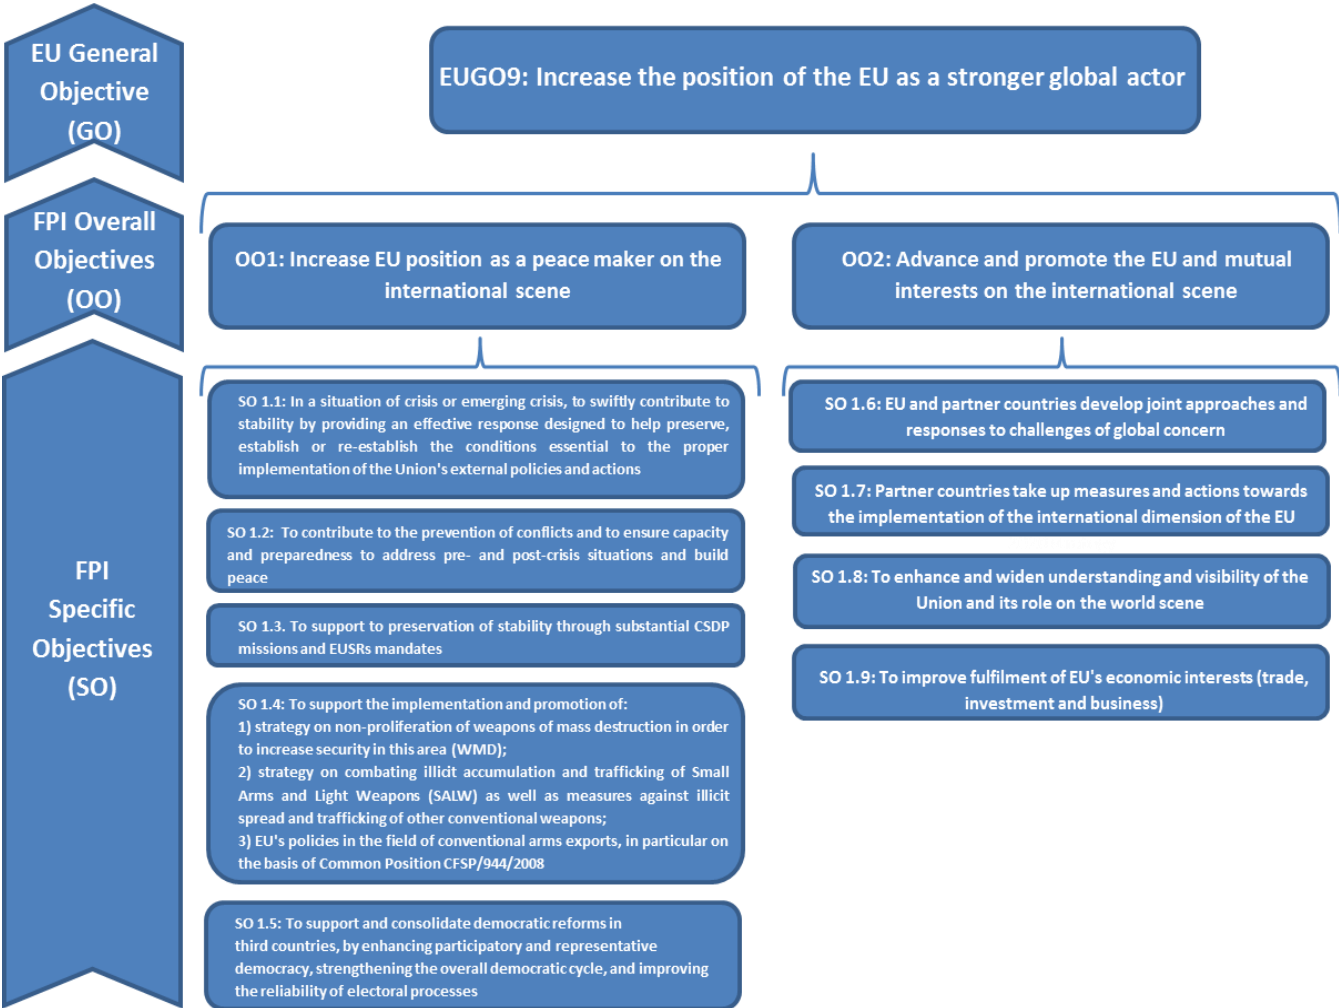 EU General
Objective
(GO)
EUGO9: Increase the position of the EU as a stronger global actor
FPI Overall
Objectives
(OO)
OO1: Increase EU position as a peace maker on the
international scene
OO2: Advance and promote the EU and mutual
interests on the international scene
FPI
Specific
Objectives
(SO)
SO 1.1: In a situation of crisis or emerging crisis, to swiftly contribute to
stability by providing an effective response designed to help preserve,
establish or re-establish the conditions essential to the proper
implementation of the Union's external policies and actions
SO 1.2: To contribute to the prevention of conflicts and to ensure capacity
and preparedness to address pre- and post-crisis situations and build
peace
SO 1.3. To support to preservation of stability through substantial CSDP
missions and EUSRs mandates
SO 1.4: To support the implementation and promotion of:
1) strategy on non-proliferation of weapons of mass destruction in order
to increase security in this area (WMD);
2) strategy on combating illicit accumulation and trafficking of Small
Arms and Light Weapons (SALW) as well as measures against illicit
spread and trafficking of other conventional weapons;
3) EU's policies in the field of conventional arms exports, in particular on
the basis of Common Position CFSP/944/2008
SO 1.5: To support and consolidate democratic reforms in
third countries, by enhancing participatory and representative
democracy, strengthening the overall democratic cycle, and improving
the reliability of electoral processes
SO 1.6: EU and partner countries develop joint approaches and
responses to challenges of global concern
SO 1.7: Partner countries take up measures and actions towards
the implementation of the international dimension of the EU
SO 1.8: To enhance and widen understanding and visibility of the
Union and its role on the world scene
SO 1.9: To improve fulfilment of EU's economic interests (trade,
investment and business)